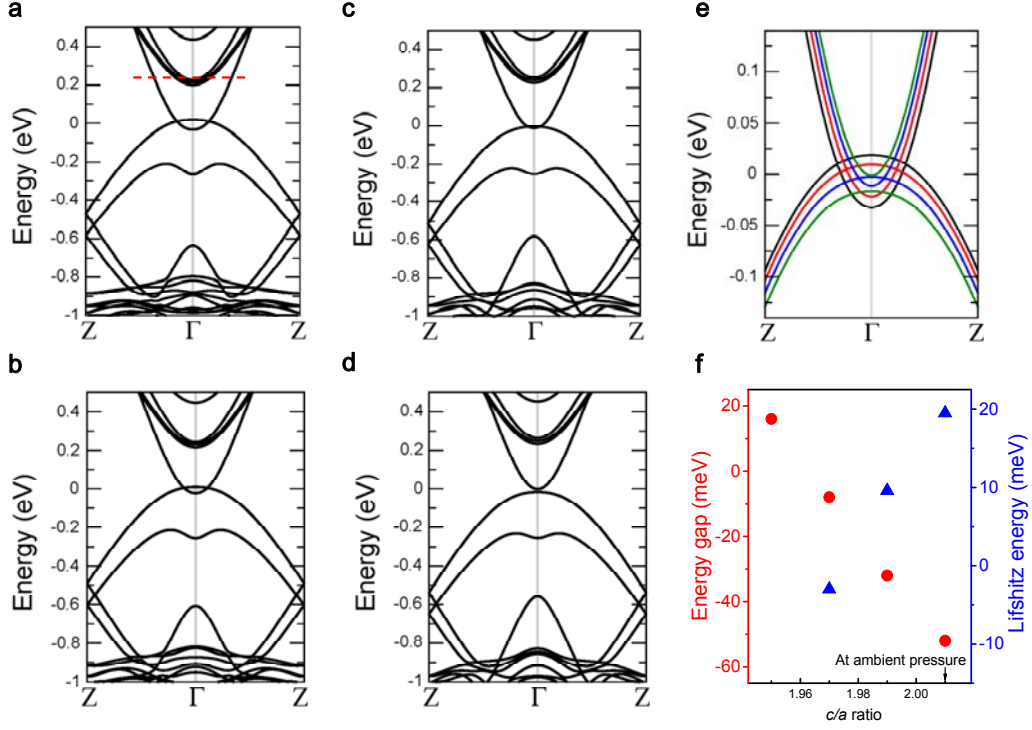 a
Energy (eV)
0.4
0.2
0
-0.2
-0.4
-0.6
-0.8
-1
Z Γ Z
c
Energy (eV)
0.4
0.2
0
-0.2
-0.4
-0.6
-0.8
-1
Z Γ Z
e
Energy (eV)
0.1
0.05
0
-0.05
-0.1
Z Γ Z
b
Energy (eV)
0.4
0.2
0
-0.2
-0.4
-0.6
-0.8
-1
Z Γ Z
d
Energy (eV)
0.4
0.2
0
-0.2
-0.4
-0.6
-0.8
-1
Z Γ Z
f
Energy gap (meV)
20
0
-20
-40
-60
Lifshitz energy (meV)
20
10
0
-10
At ambient pressure
1.96 1.98 2.00
c/a ratio